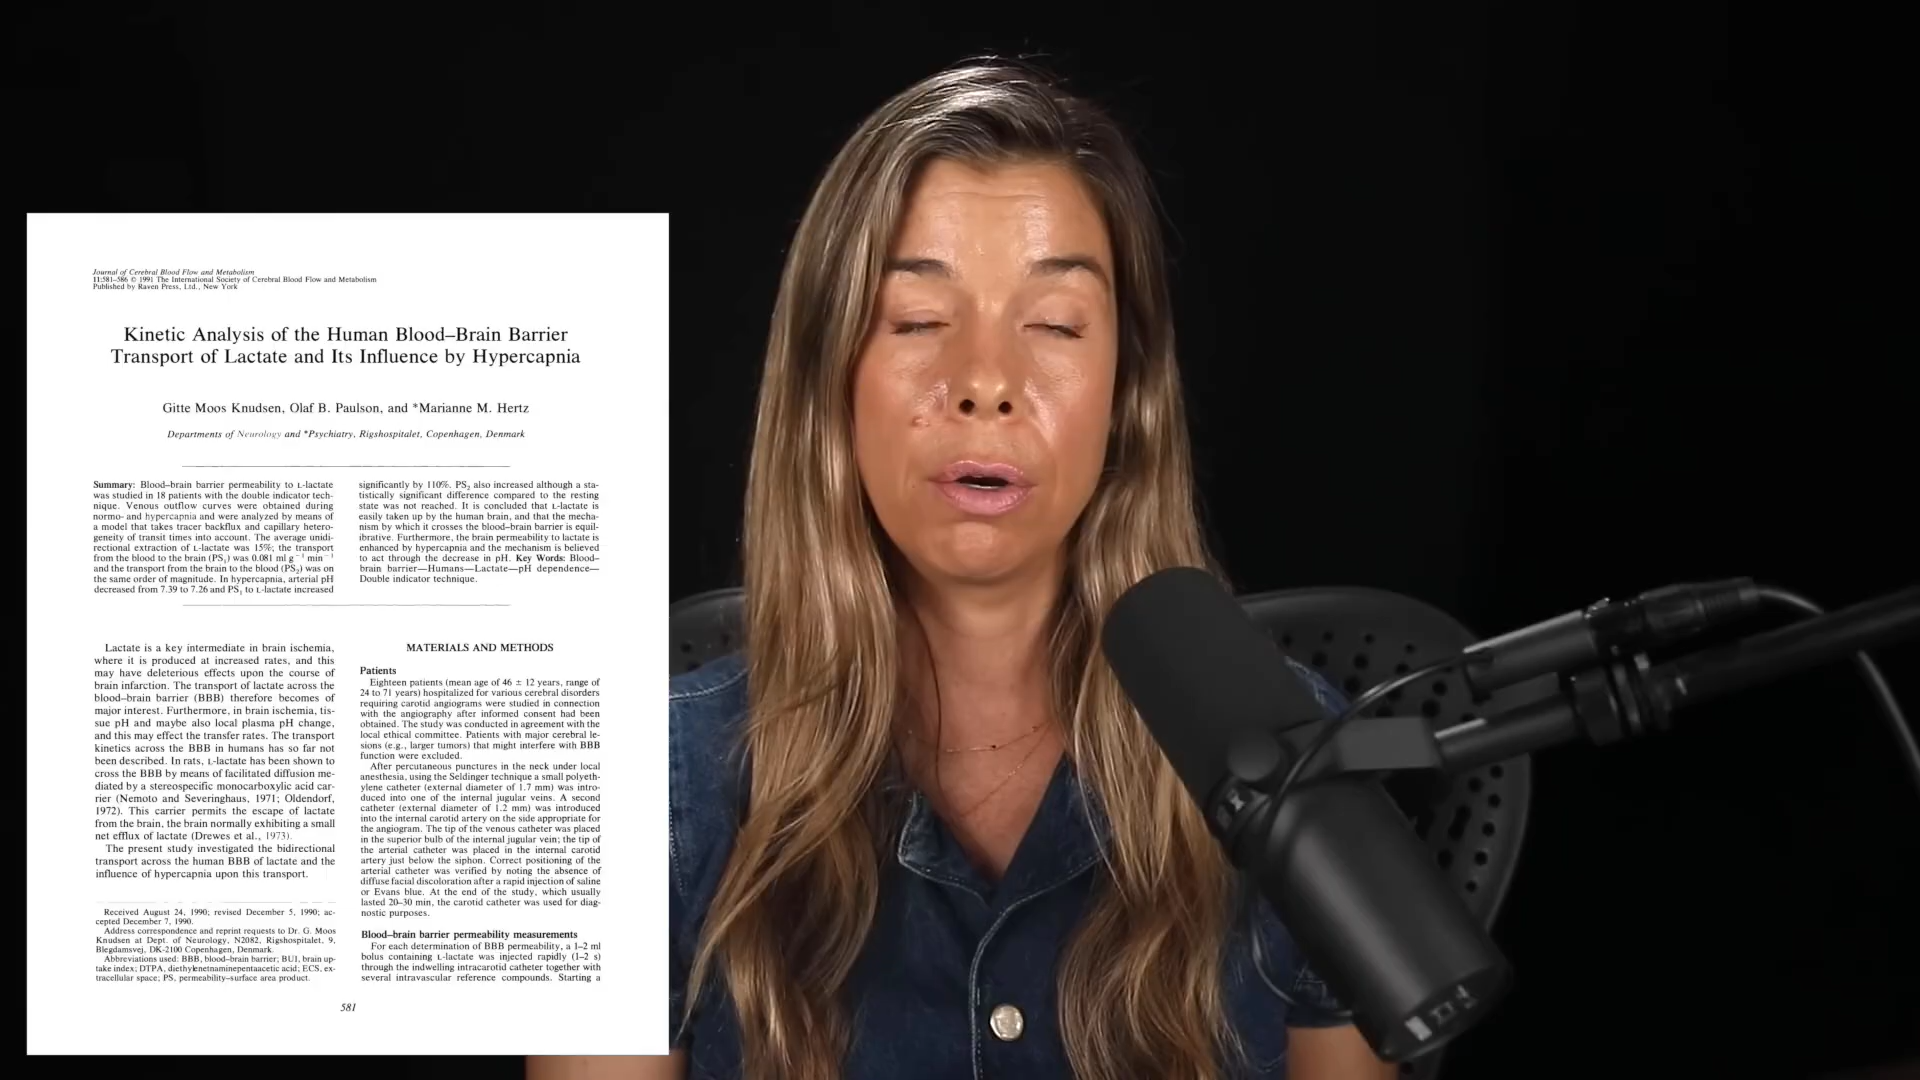 Journal of Cerebral Blood Flow and Metabolism
11:581–586 © 1991 The International Society of Cerebral Blood Flow and Metabolism
Published by Raven Press, Ltd., New York
Kinetic Analysis of the Human Blood–Brain Barrier
Transport of Lactate and Its Influence by Hypercapnia
Gitte Moos Knudsen, Olaf B. Paulson, and *Marianne M. Hertz
Departments of Neurology and *Psychiatry, Rigshospitalet, Copenhagen, Denmark
Summary: Blood–brain barrier permeability to L-lactate
was studied in 18 patients with the double indicator tech-
nique. Venous outflow curves were obtained during
normo- and hypercapnia and were analyzed by means of
a model that takes tracer backflux and capillary hetero-
geneity of transit times into account. The average unidi-
rectional extraction of L-lactate was 15%; the transport
from the blood to the brain (PS₁) was 0.081 ml g⁻¹ min⁻¹
and the transport from the brain to the blood (PS₂) was on
the same order of magnitude. In hypercapnia, arterial pH
decreased from 7.39 to 7.26 and PS₁ to L-lactate increased
significantly by 110%. PS₂ also increased although a sta-
tistically significant difference compared to the resting
state was not reached. It is concluded that L-lactate is
easily taken up by the human brain, and that the mecha-
nism by which it crosses the blood–brain barrier is equil-
ibrative. Furthermore, the brain permeability to lactate is
enhanced by hypercapnia and the mechanism is believed
to act through the decrease in pH. Key Words: Blood–
brain barrier—Humans—Lactate—pH dependence—
Double indicator technique.
Lactate is a key intermediate in brain ischemia,
where it is produced at increased rates, and this
may have deleterious effects upon the course of
brain infarction. The transport of lactate across the
blood–brain barrier (BBB) therefore becomes of
major interest. Furthermore, in brain ischemia, tis-
sue pH and maybe also local plasma pH change,
and this may effect the transfer rates. The transport
kinetics across the BBB in humans has so far not
been described. In rats, L-lactate has been shown to
cross the BBB by means of facilitated diffusion me-
diated by a stereospecific monocarboxylic acid car-
rier (Nemoto and Severinghaus, 1971; Oldendorf,
1972). This carrier permits the escape of lactate
from the brain, the brain normally exhibiting a small
net efflux of lactate (Drewes et al., 1973).
The present study investigated the bidirectional
transport across the human BBB of lactate and the
influence of hypercapnia upon this transport.
Received August 24, 1990; revised December 5, 1990; ac-
cepted December 7, 1990.
Address correspondence and reprint requests to Dr. G. Moos
Knudsen at Dept. of Neurology, N2082, Rigshospitalet, 9,
Blegdamsvej, DK-2100 Copenhagen, Denmark.
Abbreviations used: BBB, blood–brain barrier; BUI, brain up-
take index; DTPA, diethylenetnaminepentaacetic acid; ECS, ex-
tracellular space; PS, permeability–surface area product.
MATERIALS AND METHODS
Patients
Eighteen patients (mean age of 46 ± 12 years, range of
24 to 71 years) hospitalized for various cerebral disorders
requiring carotid angiograms were studied in connection
with the angiography after informed consent had been
obtained. The study was conducted in agreement with the
local ethical committee. Patients with major cerebral le-
sions (e.g., larger tumors) that might interfere with BBB
function were excluded.
After percutaneous punctures in the neck under local
anesthesia, using the Seldinger technique a small polyeth-
ylene catheter (external diameter of 1.7 mm) was intro-
duced into one of the internal jugular veins. A second
catheter (external diameter of 1.2 mm) was introduced
into the internal carotid artery on the side appropriate for
the angiogram. The tip of the venous catheter was placed
in the superior bulb of the internal jugular vein; the tip of
the arterial catheter was placed in the internal carotid
artery just below the siphon. Correct positioning of the
arterial catheter was verified by noting the absence of
diffuse facial discoloration after a rapid injection of saline
or Evans blue. At the end of the study, which usually
lasted 20–30 min, the carotid catheter was used for diag-
nostic purposes.
Blood–brain barrier permeability measurements
For each determination of BBB permeability, a 1–2 ml
bolus containing L-lactate was injected rapidly (1–2 s)
through the indwelling intracarotid catheter together with
several intravascular reference compounds. Starting a
581